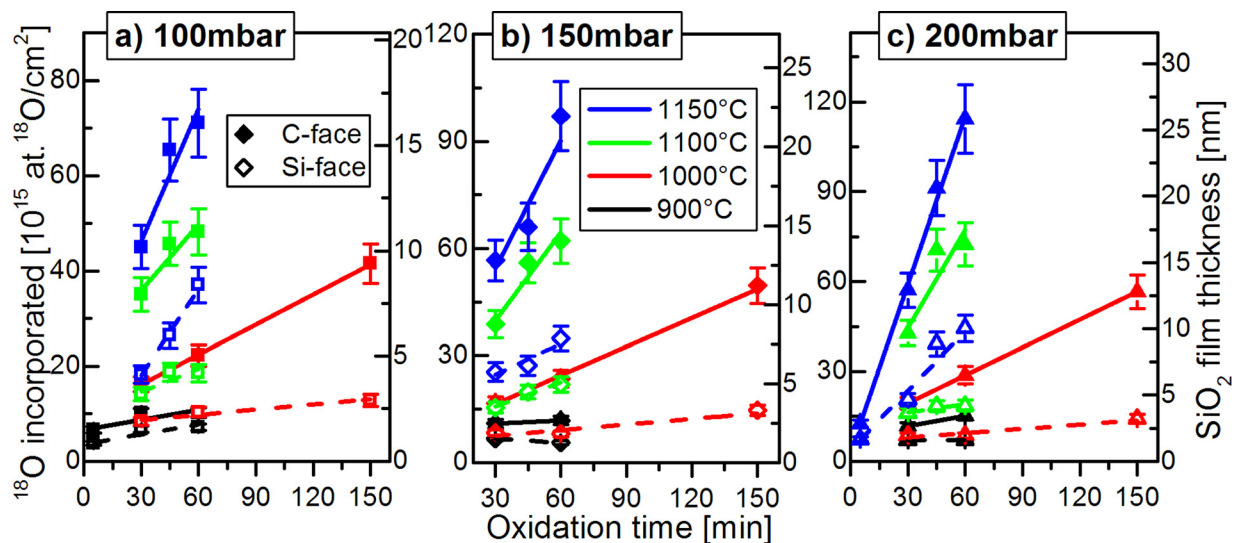 a) 100mbar
b) 150mbar
c) 200mbar
¹⁸O incorporated [10¹⁵ at. ¹⁸O/cm²]
80
60
40
20
0
20
15
10
5
0
C-face
Si-face
0 30 60 90 120 150
120
90
60
30
0
25
20
15
10
5
0
1150°C
1100°C
1000°C
900°C
30 60 90 120 150
Oxidation time [min]
120
90
60
30
0
30
25
20
15
10
5
0
0 30 60 90 120 150
SiO₂ film thickness [nm]